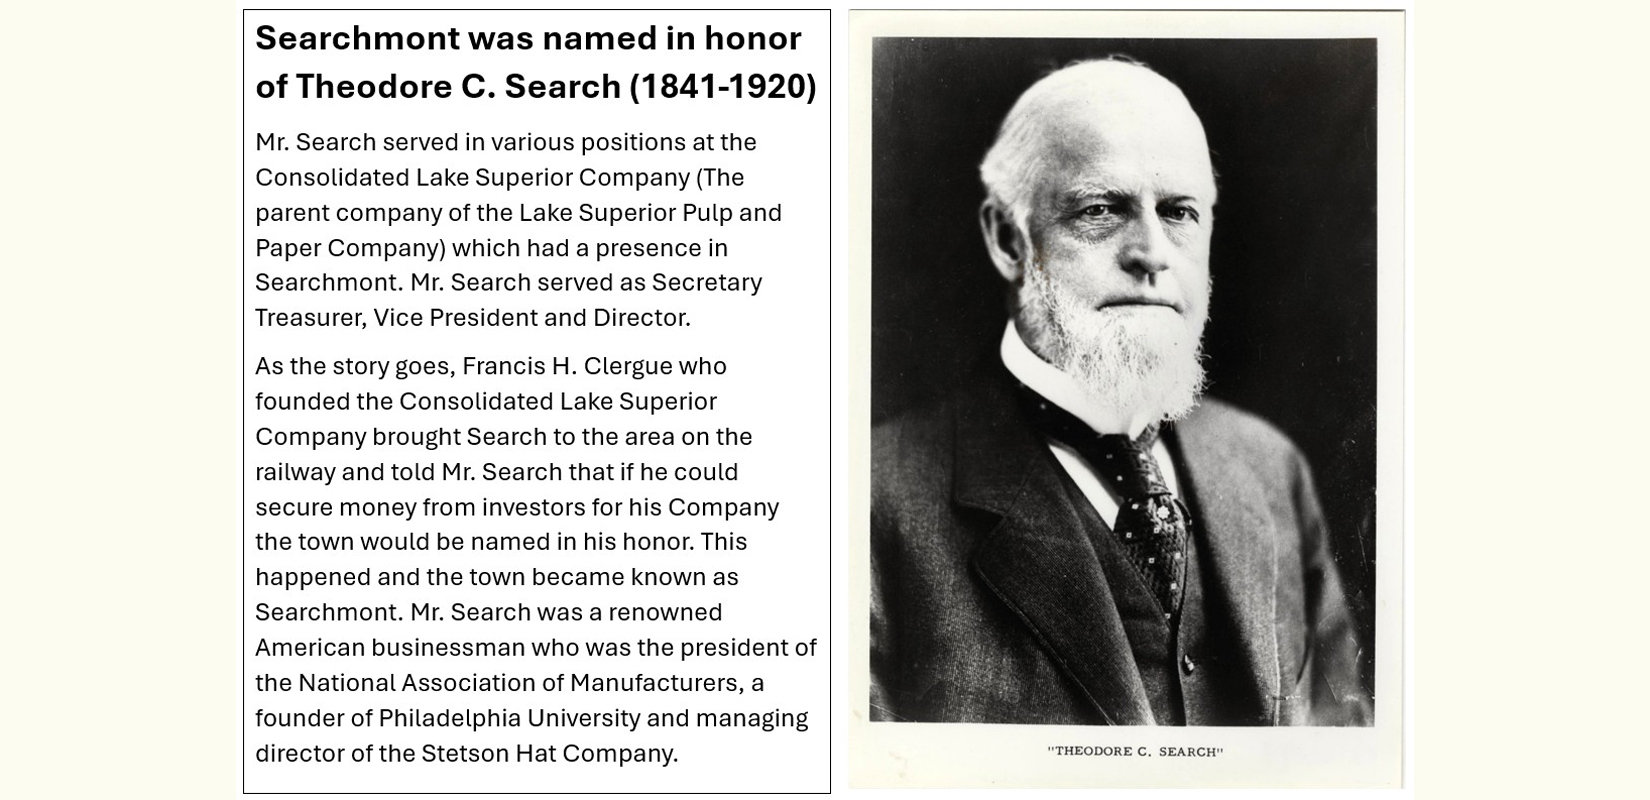 Searchmont was named in honor
of Theodore C. Search (1841-1920)
Mr. Search served in various positions at the
Consolidated Lake Superior Company (The
parent company of the Lake Superior Pulp and
Paper Company) which had a presence in
Searchmont. Mr. Search served as Secretary
Treasurer, Vice President and Director.
As the story goes, Francis H. Clergue who
founded the Consolidated Lake Superior
Company brought Search to the area on the
railway and told Mr. Search that if he could
secure money from investors for his Company
the town would be named in his honor. This
happened and the town became known as
Searchmont. Mr. Search was a renowned
American businessman who was the president of
the National Association of Manufacturers, a
founder of Philadelphia University and managing
director of the Stetson Hat Company.
"THEODORE C. SEARCH"